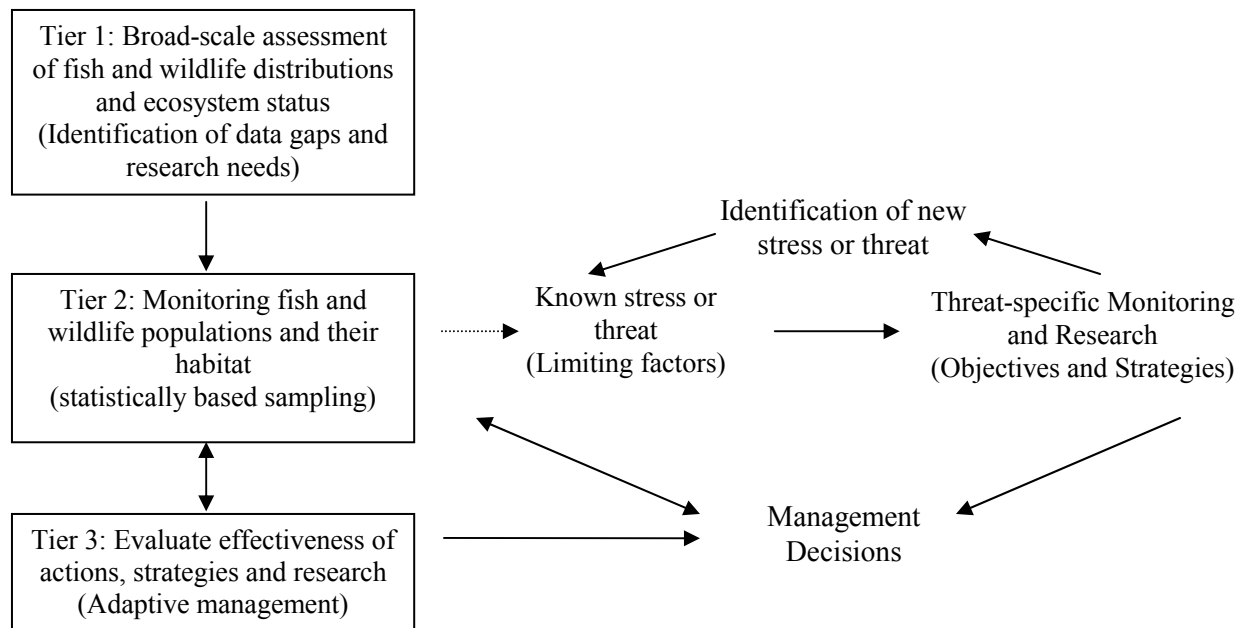 Tier 1: Broad-scale assessment
of fish and wildlife distributions
and ecosystem status
(Identification of data gaps and
research needs)
Identification of new
stress or threat
Tier 2: Monitoring fish and
wildlife populations and their
habitat
(statistically based sampling)
Known stress or
threat
(Limiting factors)
Threat-specific Monitoring
and Research
(Objectives and Strategies)
Tier 3: Evaluate effectiveness of
actions, strategies and research
(Adaptive management)
Management
Decisions